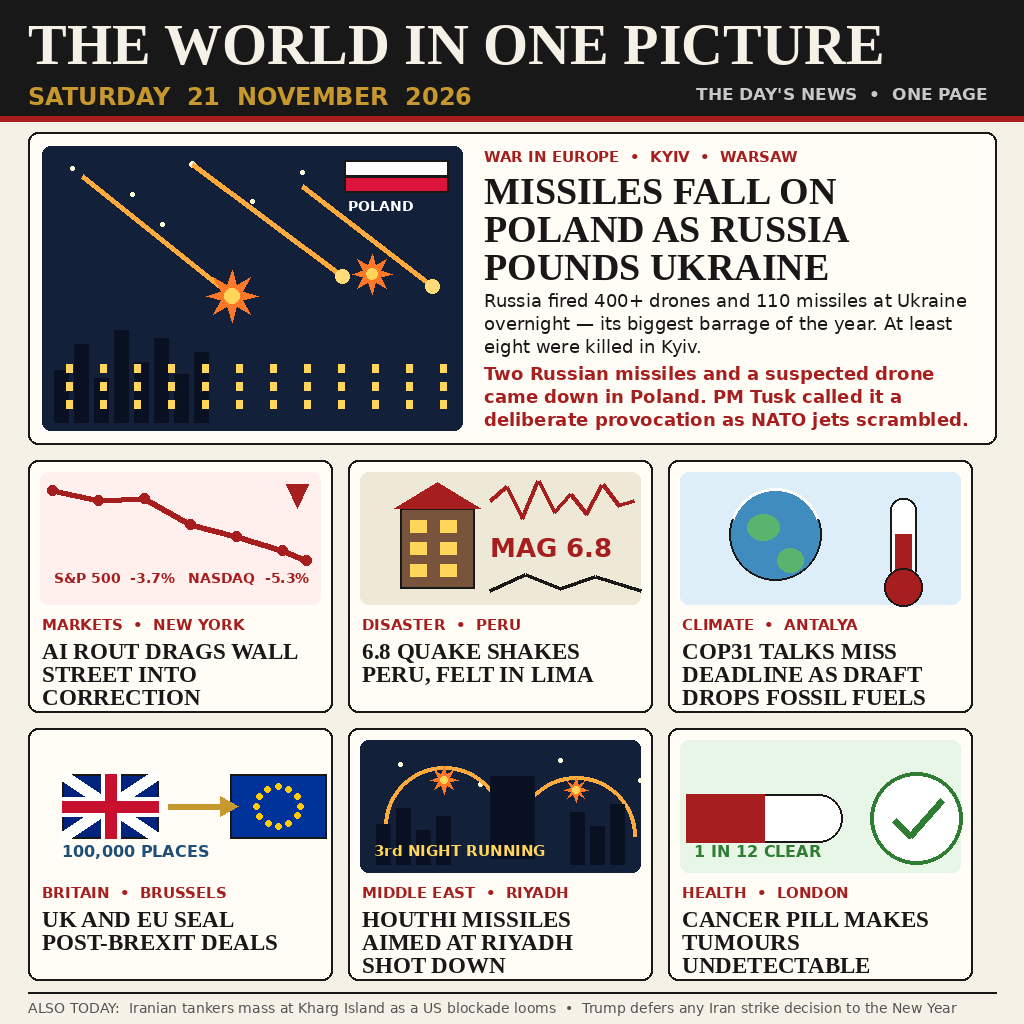 THE WORLD IN ONE PICTURE
SATURDAY 21 NOVEMBER 2026
THE DAY'S NEWS • ONE PAGE
POLAND
WAR IN EUROPE • KYIV • WARSAW
MISSILES FALL ON
POLAND AS RUSSIA
POUNDS UKRAINE
Russia fired 400+ drones and 110 missiles at Ukraine
overnight — its biggest barrage of the year. At least
eight were killed in Kyiv.
Two Russian missiles and a suspected drone
came down in Poland. PM Tusk called it a
deliberate provocation as NATO jets scrambled.
S&P 500 -3.7% NASDAQ -5.3%
MARKETS • NEW YORK
AI ROUT DRAGS WALL
STREET INTO
CORRECTION
MAG 6.8
DISASTER • PERU
6.8 QUAKE SHAKES
PERU, FELT IN LIMA
CLIMATE • ANTALYA
COP31 TALKS MISS
DEADLINE AS DRAFT
DROPS FOSSIL FUELS
100,000 PLACES
BRITAIN • BRUSSELS
UK AND EU SEAL
POST-BREXIT DEALS
3rd NIGHT RUNNING
MIDDLE EAST • RIYADH
HOUTHI MISSILES
AIMED AT RIYADH
SHOT DOWN
1 IN 12 CLEAR
HEALTH • LONDON
CANCER PILL MAKES
TUMOURS
UNDETECTABLE
ALSO TODAY: Iranian tankers mass at Kharg Island as a US blockade looms • Trump defers any Iran strike decision to the New Year